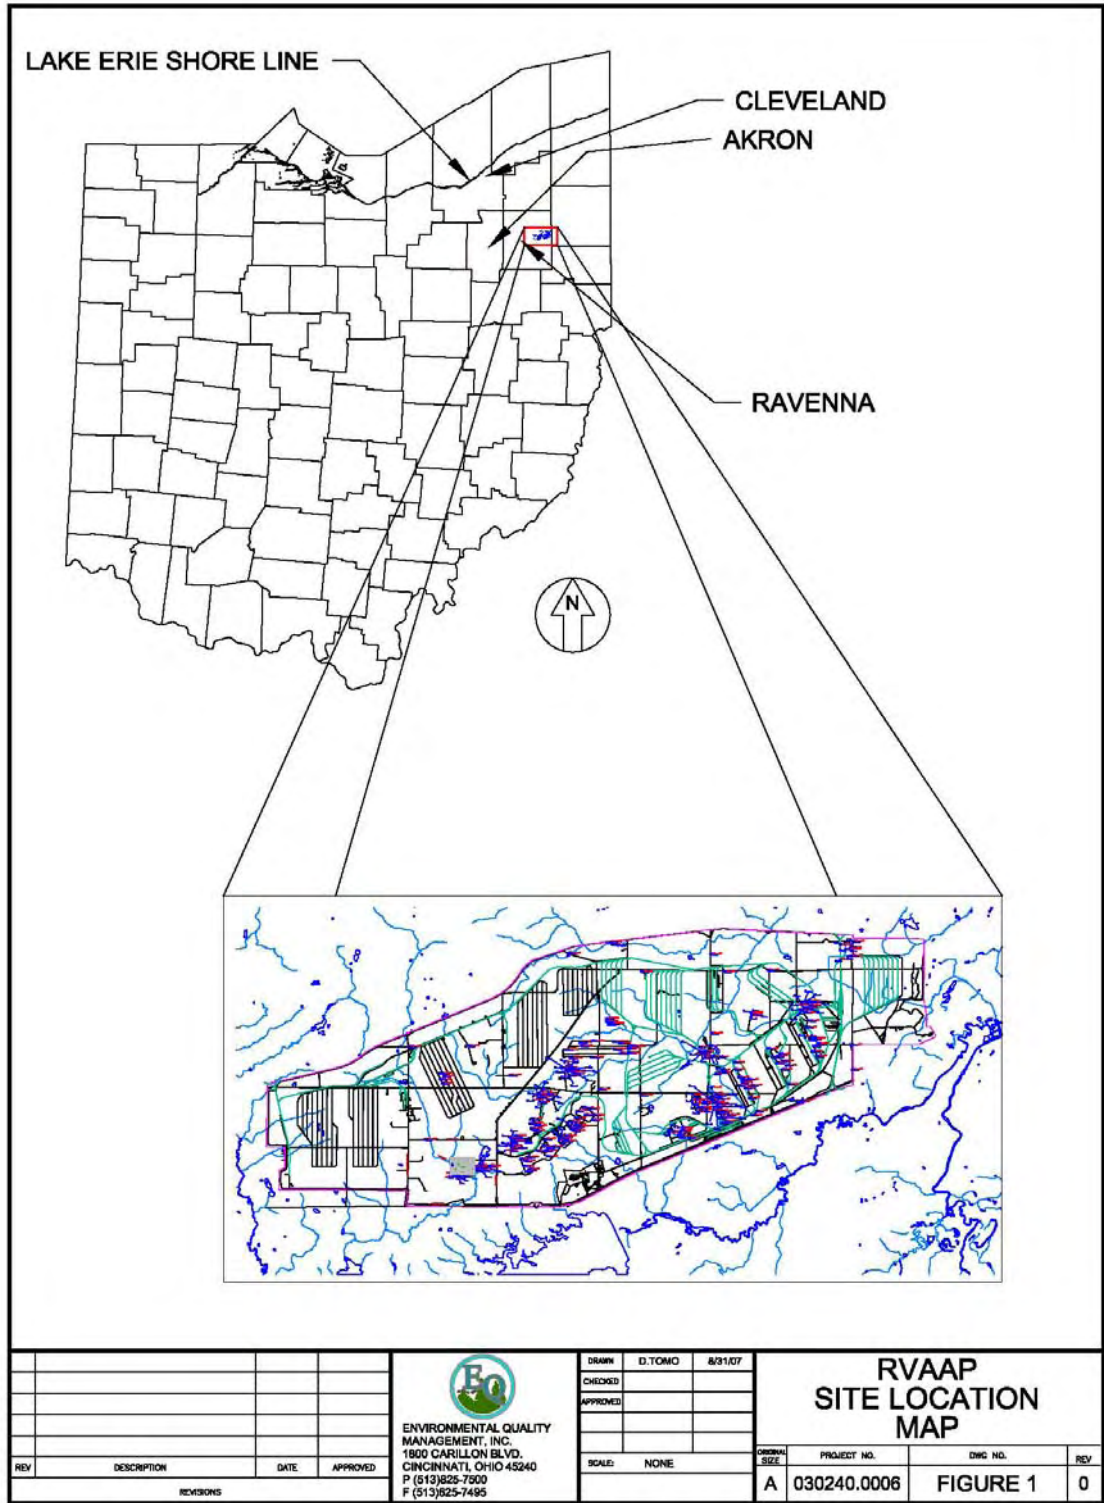 LAKE ERIE SHORE LINE
CLEVELAND
AKRON
RAVENNA
N
REV DESCRIPTION DATE APPROVED
REVISIONS
EQ
ENVIRONMENTAL QUALITY
MANAGEMENT, INC.
1800 CARILLON BLVD.
CINCINNATI, OHIO 45240
P (513)825-7500
F (513)825-7495
DRAWN D.TOMO 8/31/07
CHECKED
APPROVED
SCALE: NONE
RVAAP
SITE LOCATION
MAP
ORIGINAL SIZE PROJECT NO. DWG NO. REV
A 030240.0006 FIGURE 1 0